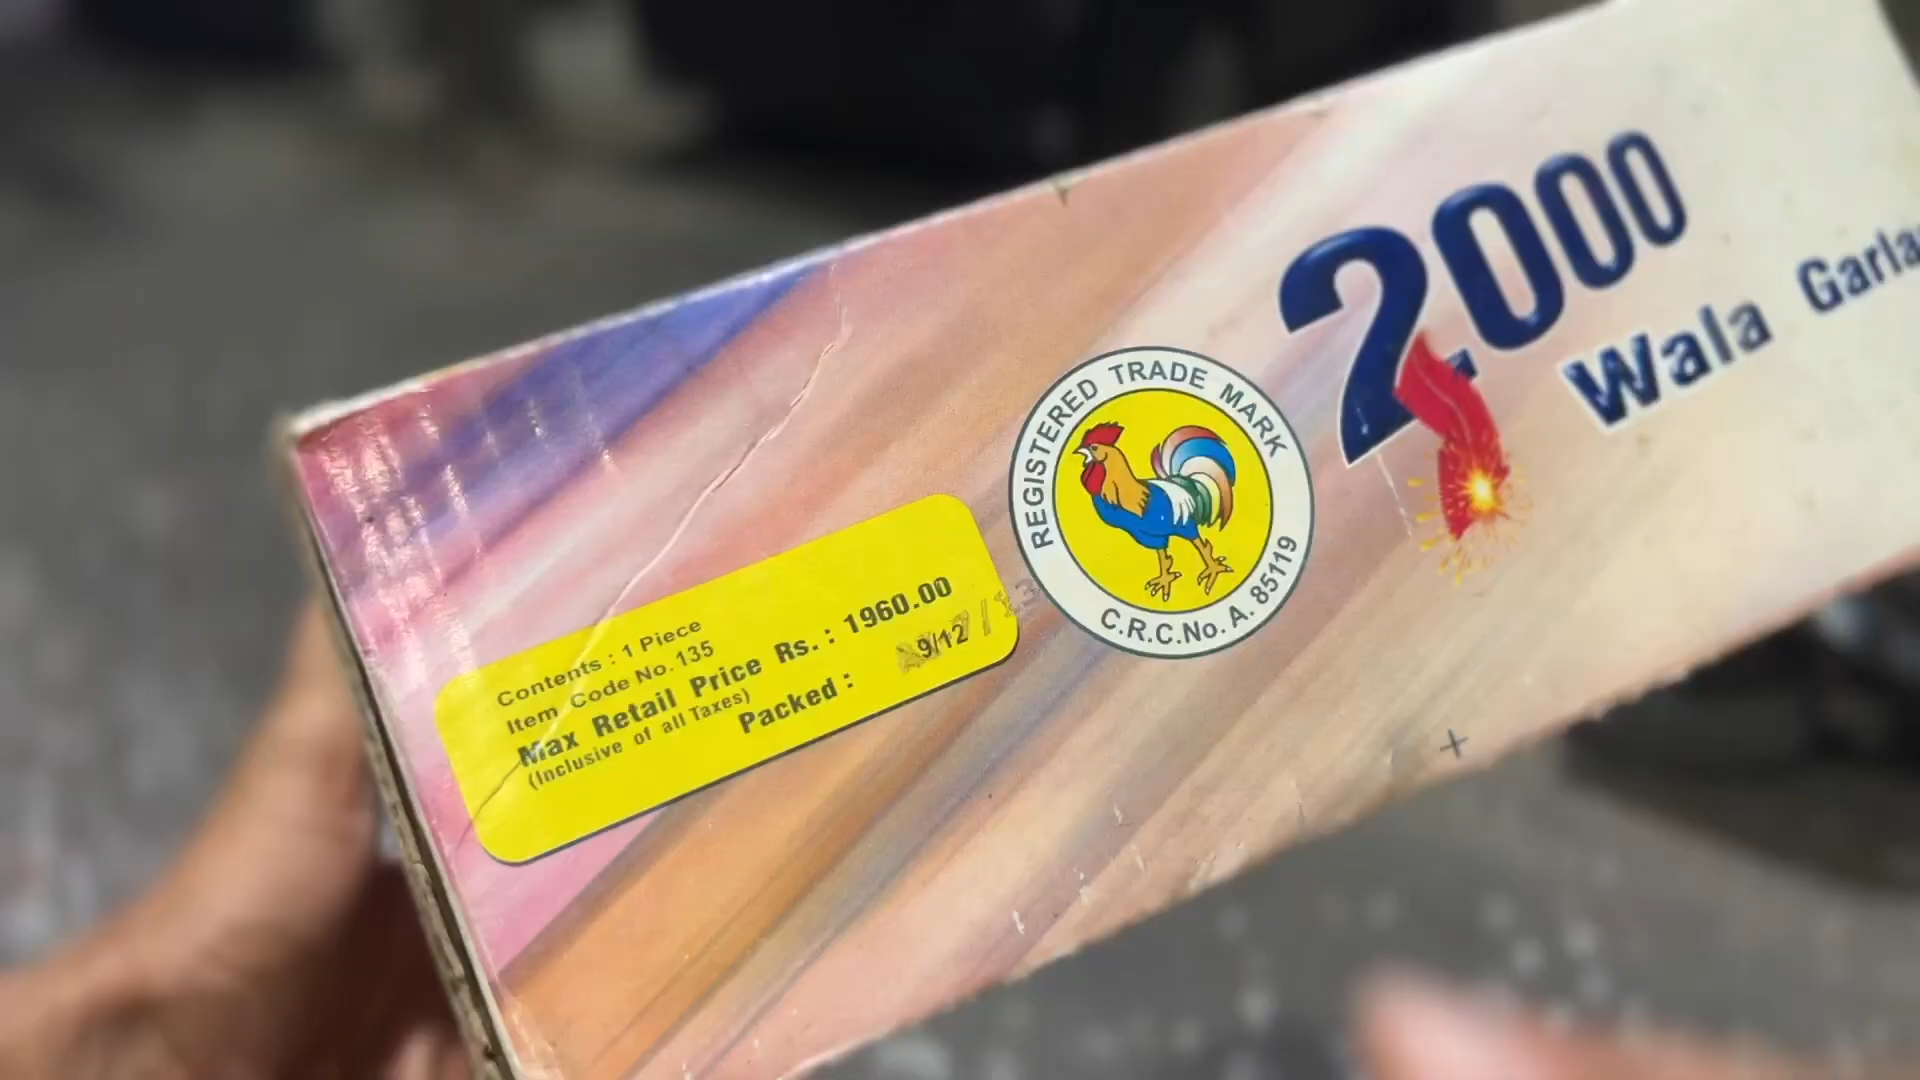 2000
Wala Garla
REGISTERED TRADE MARK
C.R.C.No. A. 85119
Contents : 1 Piece
Item Code No. 135
Max Retail Price Rs. : 1960.00
(Inclusive of all Taxes)
Packed : 9/12